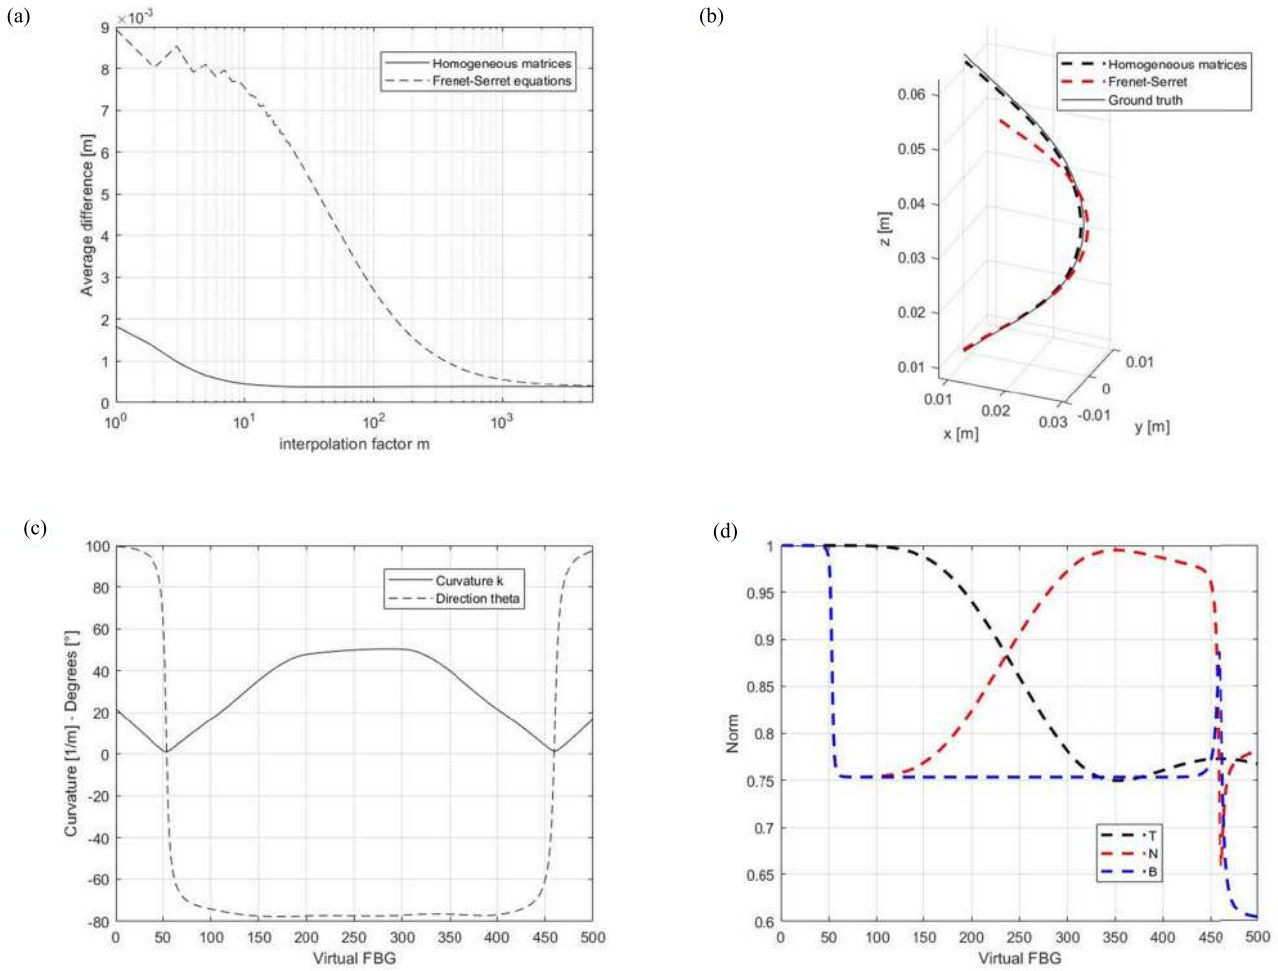 (a)
×10⁻³
9
8
7
6
5
4
3
2
1
0
Average difference [m]
Homogeneous matrices
Frenet-Serret equations
10⁰ 10¹ 10² 10³
interpolation factor m
(b)
Homogeneous matrices
Frenet-Serret
Ground truth
0.06
0.05
0.04
0.03
0.02
0.01
z [m]
0.01
0.02
0.03
x [m]
-0.01
0
0.01
y [m]
(c)
100
80
60
40
20
0
-20
-40
-60
-80
Curvature [1/m] - Degrees [°]
Curvature k
Direction theta
0 50 100 150 200 250 300 350 400 450 500
Virtual FBG
(d)
1
0.95
0.9
0.85
0.8
0.75
0.7
0.65
0.6
Norm
T
N
B
0 50 100 150 200 250 300 350 400 450 500
Virtual FBG